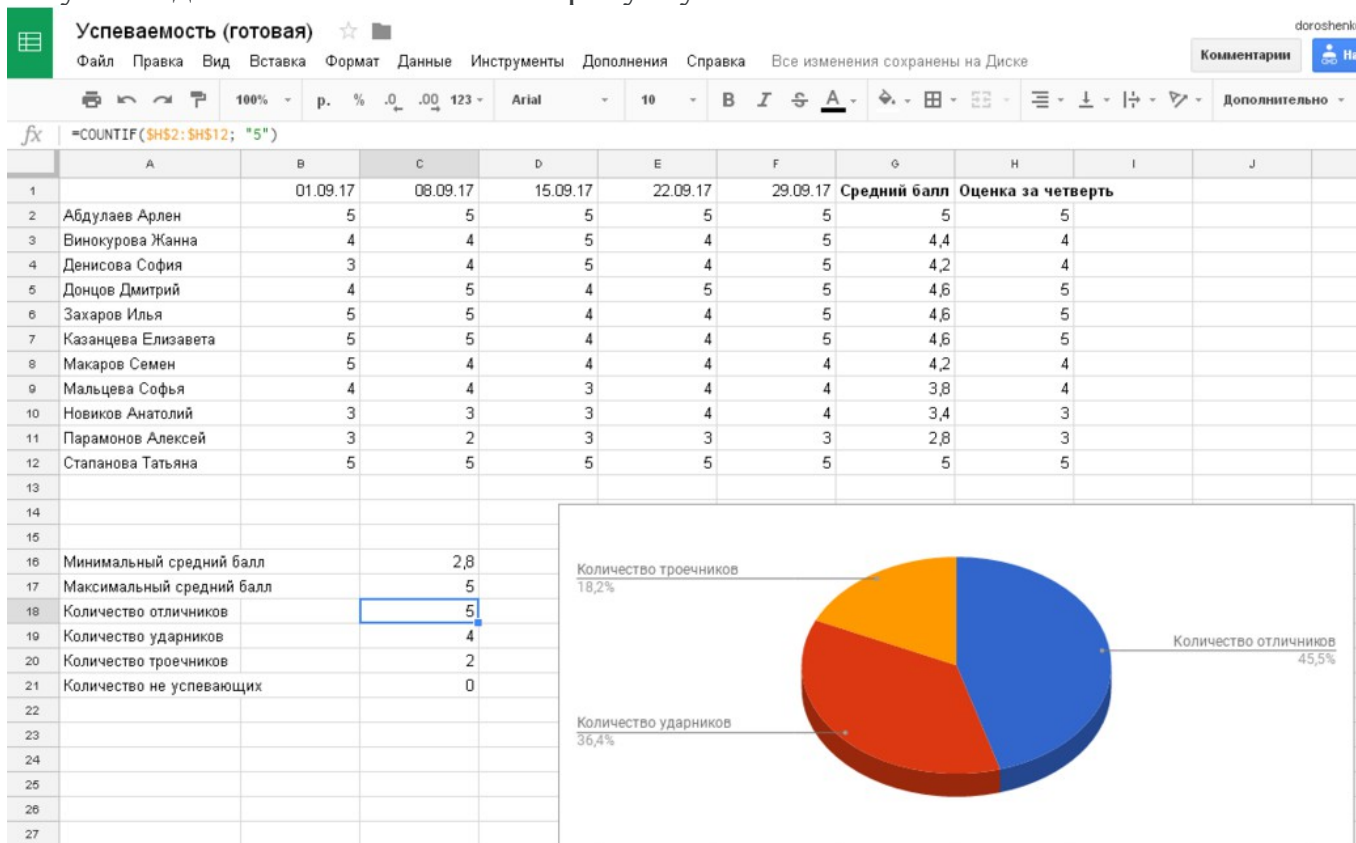 Успеваемость (готовая)
doroshenk
Файл Правка Вид Вставка Формат Данные Инструменты Дополнения Справка Все изменения сохранены на Диске
Комментарии На
100% р. % .0 .00 123 Arial 10 B I S A Дополнительно
fx =COUNTIF($H$2:$H$12; "5")
A B C D E F G H I J
1 01.09.17 08.09.17 15.09.17 22.09.17 29.09.17 Средний балл Оценка за четверть
2 Абдулаев Арлен 5 5 5 5 5 5 5
3 Винокурова Жанна 4 4 5 4 5 4,4 4
4 Денисова София 3 4 5 4 5 4,2 4
5 Донцов Дмитрий 4 5 4 5 5 4,6 5
6 Захаров Илья 5 5 4 4 5 4,6 5
7 Казанцева Елизавета 5 5 4 4 5 4,6 5
8 Макаров Семен 5 4 4 4 4 4,2 4
9 Мальцева Софья 4 4 3 4 4 3,8 4
10 Новиков Анатолий 3 3 3 4 4 3,4 3
11 Парамонов Алексей 3 2 3 3 3 2,8 3
12 Стапанова Татьяна 5 5 5 5 5 5 5
13
14
15
16 Минимальный средний балл 2,8
17 Максимальный средний балл 5
18 Количество отличников 5
19 Количество ударников 4
20 Количество троечников 2
21 Количество не успевающих 0
22
23
24
25
26
27
Количество троечников
18,2%
Количество отличников
45,5%
Количество ударников
36,4%